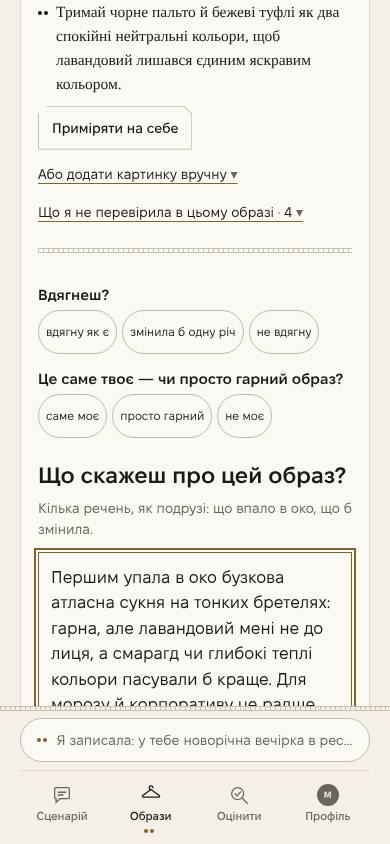 Тримай чорне пальто й бежеві туфлі як два
спокійні нейтральні кольори, щоб
лавандовий лишався єдиним яскравим
кольором.
Приміряти на себе
Або додати картинку вручну ▾
Що я не перевірила в цьому образі · 4 ▾
Вдягнеш?
вдягну як є
змінила б одну річ
не вдягну
Це саме твоє — чи просто гарний образ?
саме моє
просто гарний
не моє
Що скажеш про цей образ?
Кілька речень, як подрузі: що впало в око, що б
змінила.
Першим упала в око бузкова
атласна сукня на тонких бретелях:
гарна, але лавандовий мені не до
лиця, а смарагд чи глибокі теплі
кольори пасували б краще. Для
морозу й корпоративу це радше
Я записала: у тебе новорічна вечірка в рес...
Сценарій
Образи
Оцінити
М
Профіль